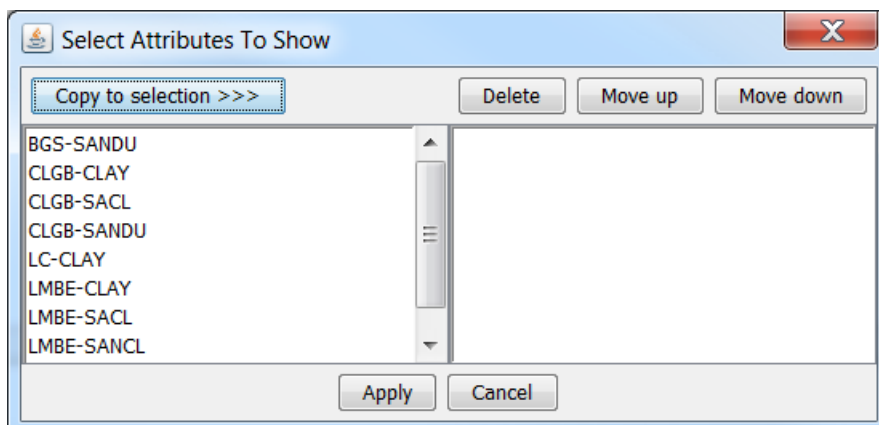 Select Attributes To Show
Copy to selection >>> Delete Move up Move down
BGS-SANDU
CLGB-CLAY
CLGB-SACL
CLGB-SANDU
LC-CLAY
LMBE-CLAY
LMBE-SACL
LMBE-SANCL
Apply Cancel